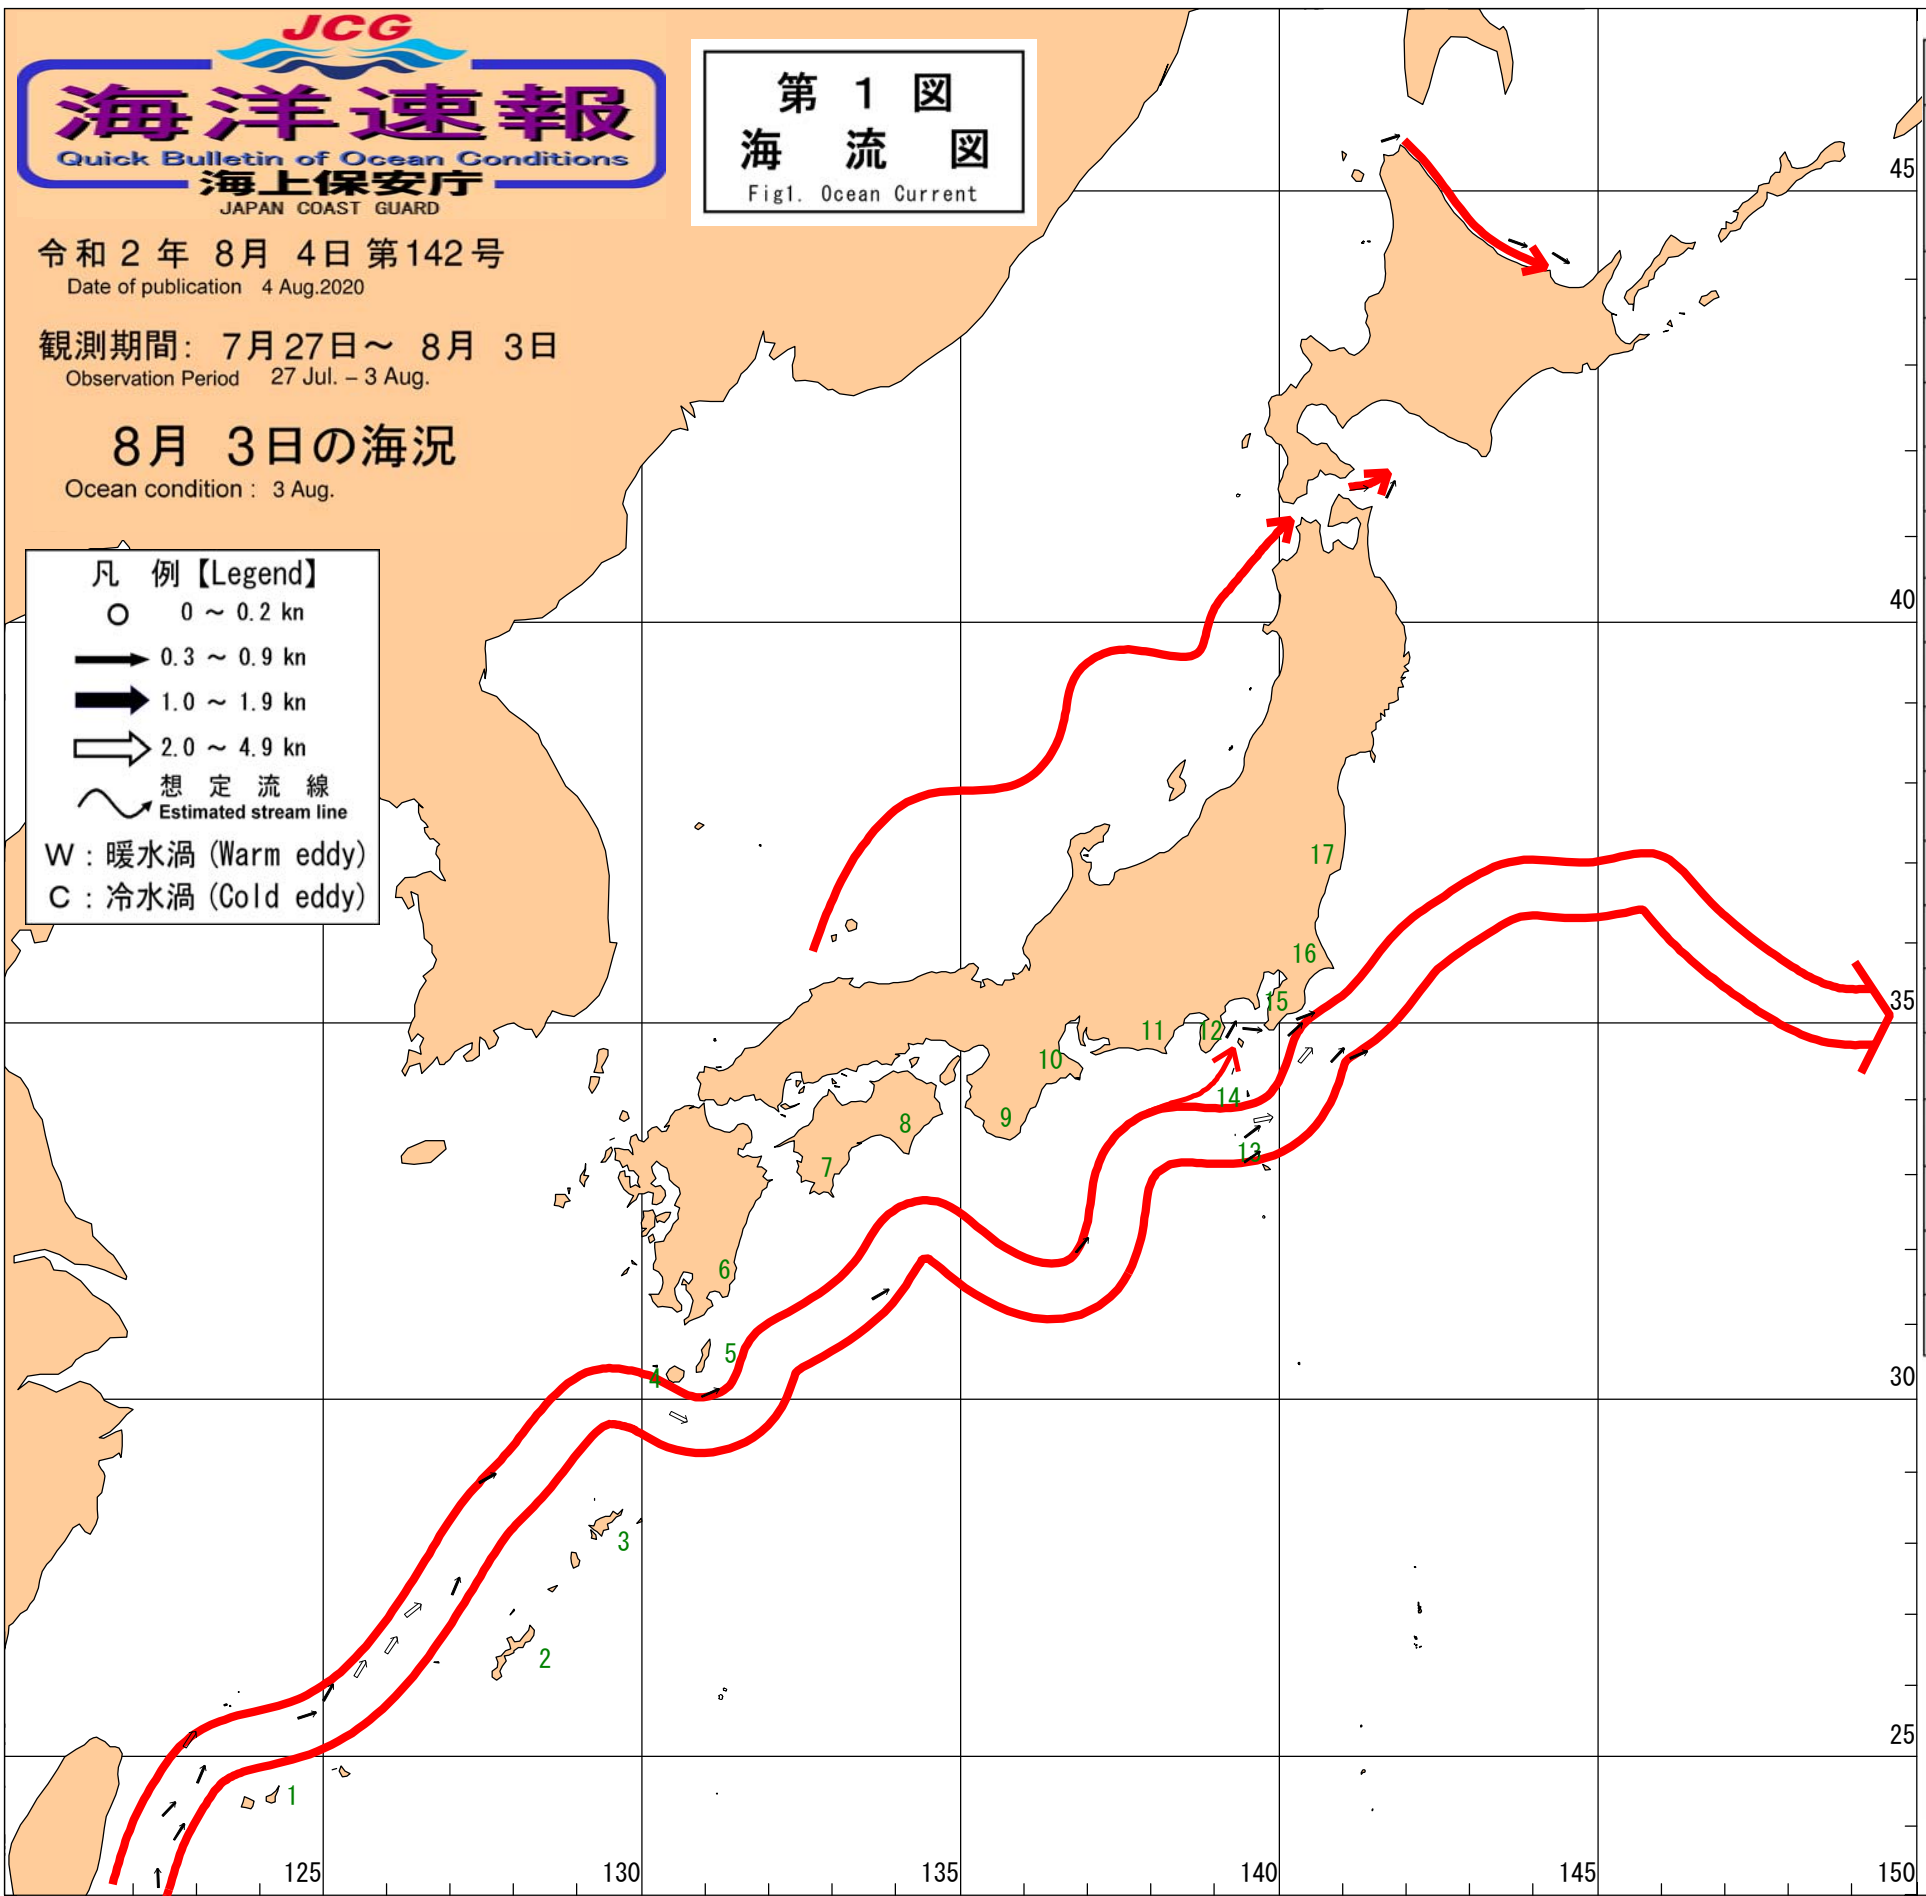 JCG
海洋速報
Quick Bulletin of Ocean Conditions
海上保安庁
JAPAN COAST GUARD
令和 2 年 8月 4日 第142号
Date of publication 4 Aug.2020
観測期間: 7月27日～ 8月 3日
Observation Period 27 Jul. – 3 Aug.
8月 3日の海況
Ocean condition : 3 Aug.
第 1 図
海 流 図
Fig1. Ocean Current
凡 例【Legend】
0 ～ 0.2 kn
0.3 ～ 0.9 kn
1.0 ～ 1.9 kn
2.0 ～ 4.9 kn
想 定 流 線
Estimated stream line
W : 暖水渦 (Warm eddy)
C : 冷水渦 (Cold eddy)
45
40
17
16
35
15
12
11
10
14
9
8
13
7
6
5
4
30
3
2
25
1
125
130
135
140
145
150